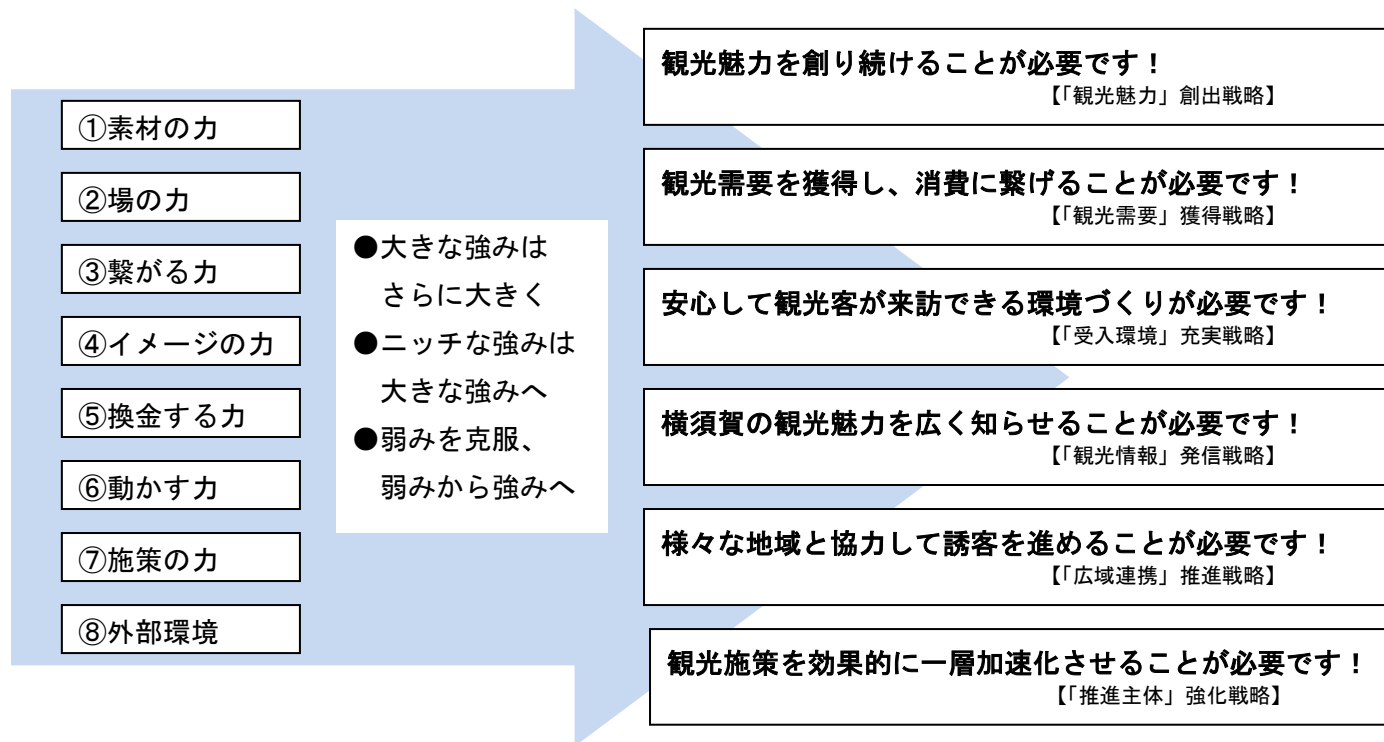 ①素材の力
②場の力
③繋がる力
④イメージの力
⑤換金する力
⑥動かす力
⑦施策の力
⑧外部環境
●大きな強みは
さらに大きく
●ニッチな強みは
大きな強みへ
●弱みを克服、
弱みから強みへ
観光魅力を創り続けることが必要です！
【「観光魅力」創出戦略】
観光需要を獲得し、消費に繋げることが必要です！
【「観光需要」獲得戦略】
安心して観光客が来訪できる環境づくりが必要です！
【「受入環境」充実戦略】
横須賀の観光魅力を広く知らせることが必要です！
【「観光情報」発信戦略】
様々な地域と協力して誘客を進めることが必要です！
【「広域連携」推進戦略】
観光施策を効果的に一層加速化させることが必要です！
【「推進主体」強化戦略】